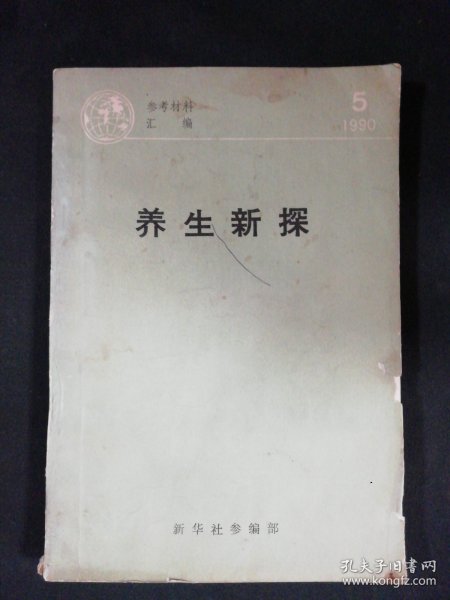 参考材料
汇 编
5
1990
养生新探
新华社参编部
孔夫子旧书网
www.kongfz.com